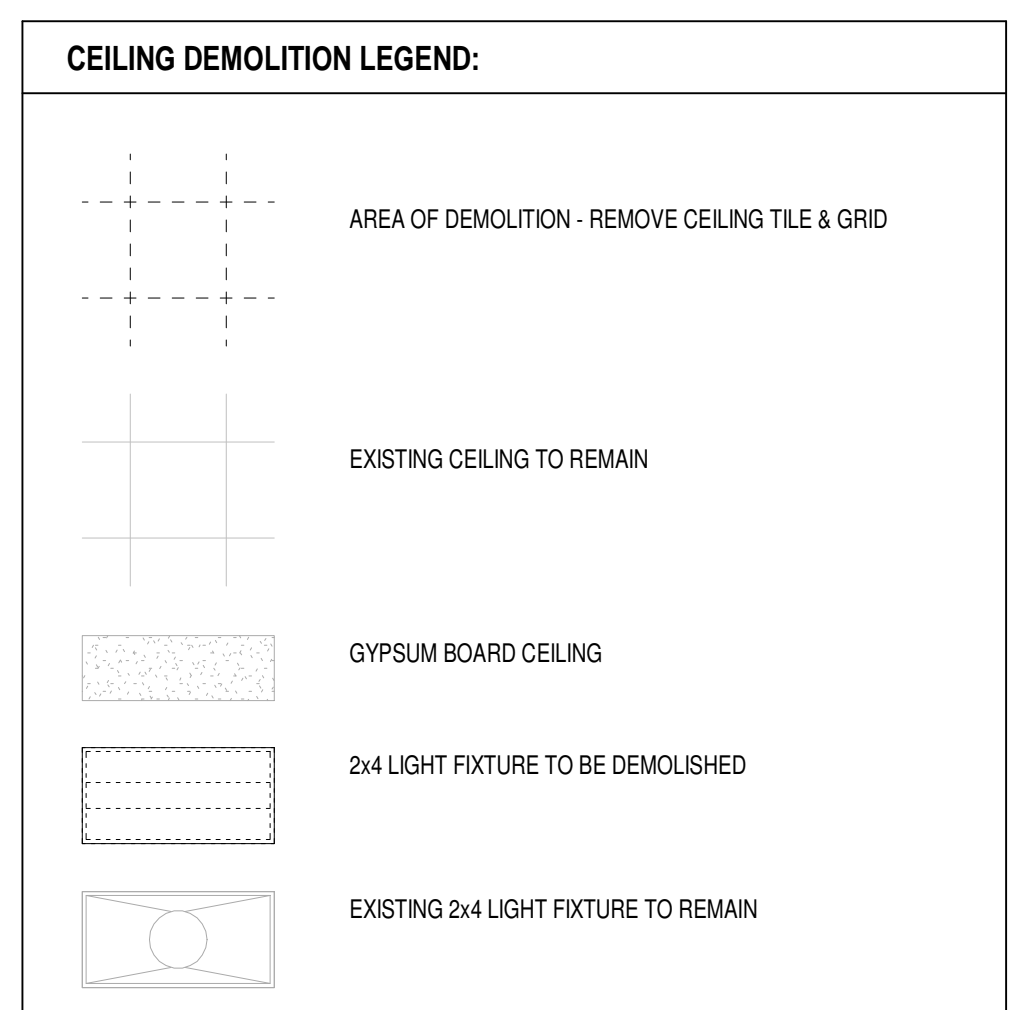 CEILING DEMOLITION LEGEND:
AREA OF DEMOLITION - REMOVE CEILING TILE & GRID
EXISTING CEILING TO REMAIN
GYPSUM BOARD CEILING
2x4 LIGHT FIXTURE TO BE DEMOLISHED
EXISTING 2x4 LIGHT FIXTURE TO REMAIN